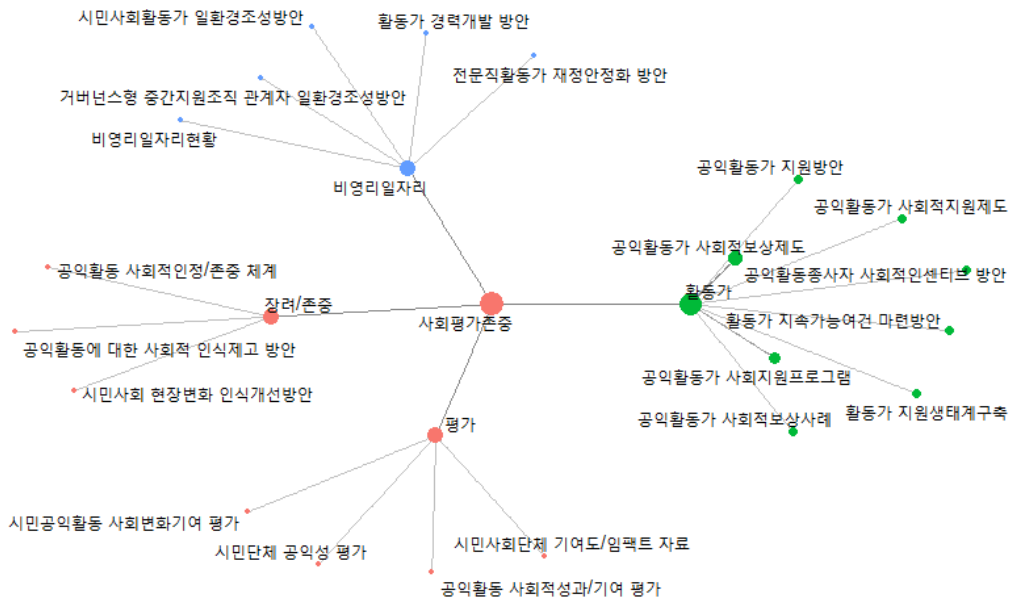 시민사회활동가 일환경조성방안
활동가 경력개발 방안
전문직활동가 재정안정화 방안
거버넌스형 중간지원조직 관계자 일환경조성방안
비영리일자리현황
비영리일자리
공익활동가 지원방안
공익활동가 사회적지원제도
공익활동가 사회적보상제도
공익활동종사자 사회적인센티브 방안
활동가
활동가 지속가능여건 마련방안
공익활동가 사회지원프로그램
활동가 지원생태계구축
공익활동가 사회적보상사례
사회평가존중
공익활동 사회적인정/존중 체계
장려/존중
공익활동에 대한 사회적 인식제고 방안
시민사회 현장변화 인식개선방안
평가
시민공익활동 사회변화기여 평가
시민단체 공익성 평가
시민사회단체 기여도/임팩트 자료
공익활동 사회적성과/기여 평가